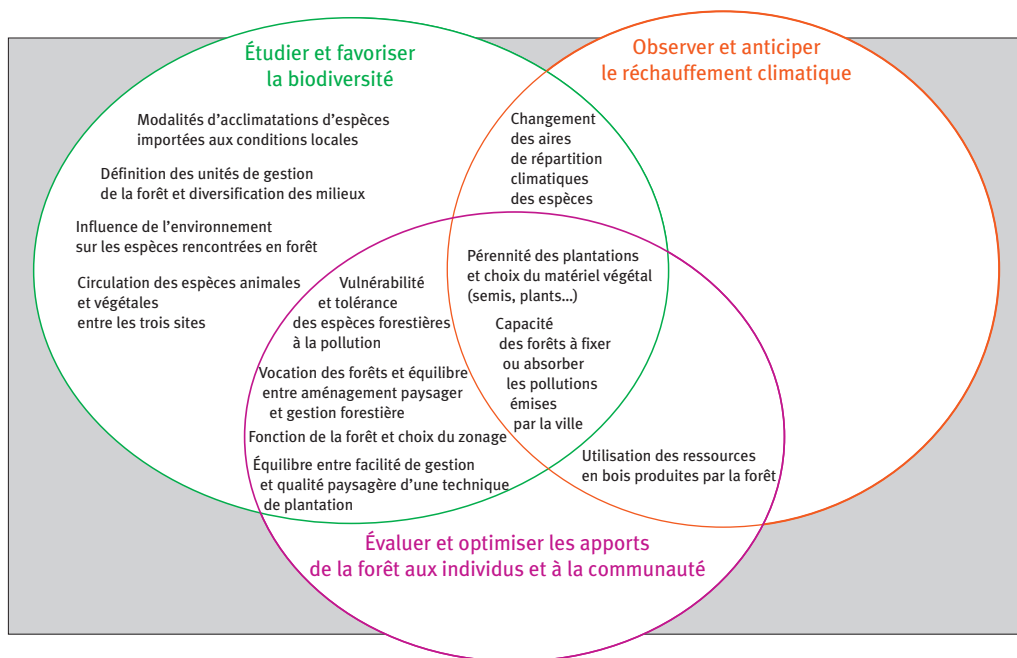 Étudier et favoriser
la biodiversité
Observer et anticiper
le réchauffement climatique
Modalités d’acclimatations d’espèces
importées aux conditions locales
Définition des unités de gestion
de la forêt et diversification des milieux
Influence de l’environnement
sur les espèces rencontrées en forêt
Circulation des espèces animales
et végétales
entre les trois sites
Changement
des aires
de répartition
climatiques
des espèces
Vulnérabilité
et tolérance
des espèces forestières
à la pollution
Vocation des forêts et équilibre
entre aménagement paysager
et gestion forestière
Fonction de la forêt et choix du zonage
Équilibre entre facilité de gestion
et qualité paysagère d’une technique
de plantation
Pérennité des plantations
et choix du matériel végétal
(semis, plants...)
Capacité
des forêts à fixer
ou absorber
les pollutions
émises
par la ville
Utilisation des ressources
en bois produites par la forêt
Évaluer et optimiser les apports
de la forêt aux individus et à la communauté